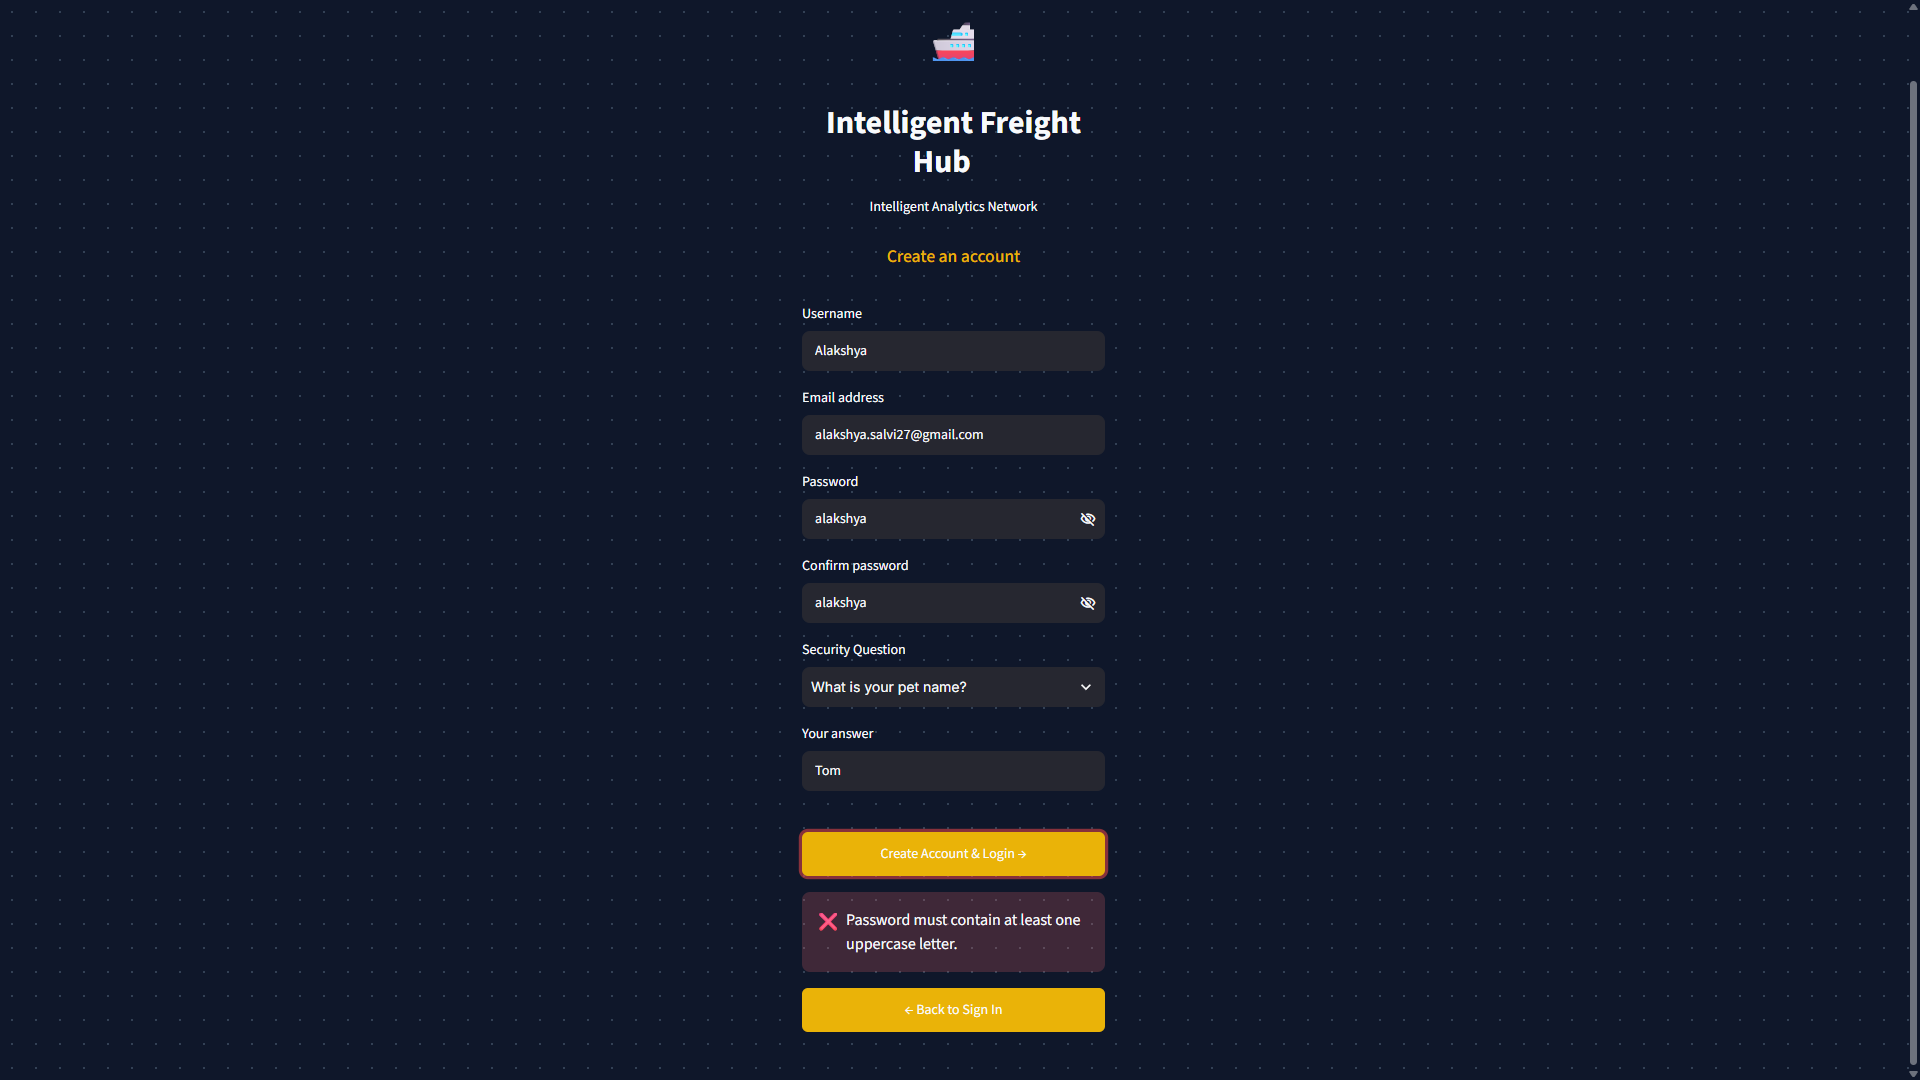 Intelligent Freight
Hub
Intelligent Analytics Network
Create an account
Username
Alakshya
Email address
alakshya.salvi27@gmail.com
Password
alakshya
Confirm password
alakshya
Security Question
What is your pet name?
Your answer
Tom
Create Account & Login →
Password must contain at least one
uppercase letter.
← Back to Sign In